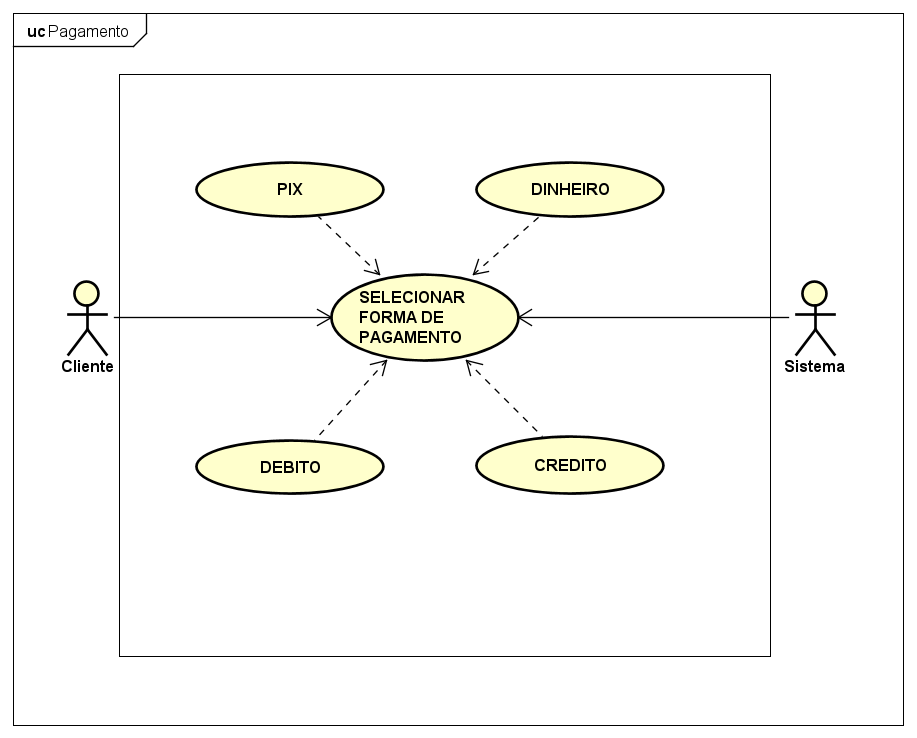 uc Pagamento
PIX
DINHEIRO
SELECIONAR
FORMA DE
PAGAMENTO
Cliente
Sistema
DEBITO
CREDITO